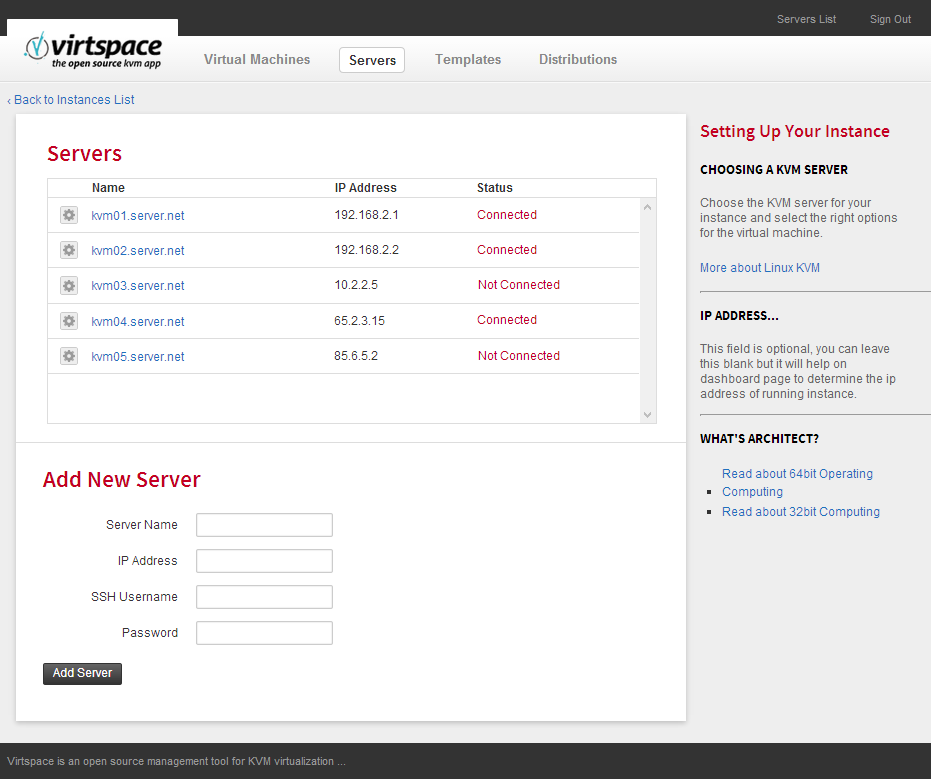 Servers List Sign Out
virtspace
the open source kvm app
Virtual Machines Servers Templates Distributions
‹ Back to Instances List
Servers
Name IP Address Status
kvm01.server.net 192.168.2.1 Connected
kvm02.server.net 192.168.2.2 Connected
kvm03.server.net 10.2.2.5 Not Connected
kvm04.server.net 65.2.3.15 Connected
kvm05.server.net 85.6.5.2 Not Connected
Add New Server
Server Name
IP Address
SSH Username
Password
Add Server
Setting Up Your Instance
CHOOSING A KVM SERVER
Choose the KVM server for your
instance and select the right options
for the virtual machine.
More about Linux KVM
IP ADDRESS...
This field is optional, you can leave
this blank but it will help on
dashboard page to determine the ip
address of running instance.
WHAT'S ARCHITECT?
Read about 64bit Operating
Computing
Read about 32bit Computing
Virtspace is an open source management tool for KVM virtualization ...